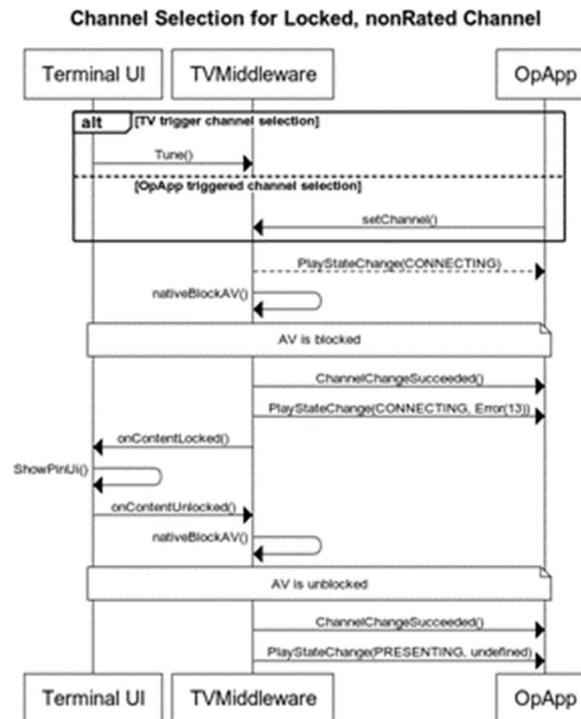 Channel Selection for Locked, nonRated Channel
Terminal UI TVMiddleware OpApp
alt [TV trigger channel selection]
Tune()
[OpApp triggered channel selection]
setChannel()
PlayStateChange(CONNECTING)
nativeBlockAV()
AV is blocked
ChannelChangeSucceeded()
PlayStateChange(CONNECTING, Error(13))
onContentLocked()
ShowPinUi()
onContentUnlocked()
nativeBlockAV()
AV is unblocked
ChannelChangeSucceeded()
PlayStateChange(PRESENTING, undefined)
Terminal UI TVMiddleware OpApp